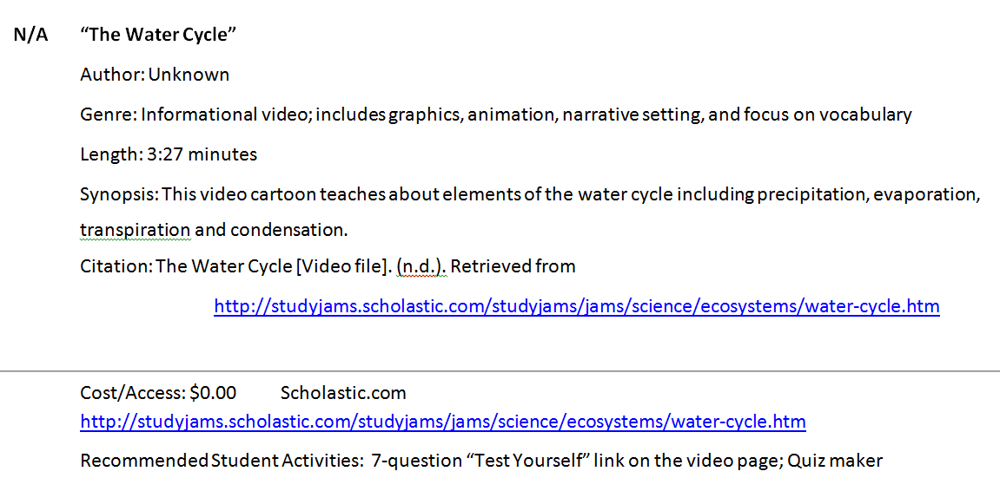 N/A “The Water Cycle”
Author: Unknown
Genre: Informational video; includes graphics, animation, narrative setting, and focus on vocabulary
Length: 3:27 minutes
Synopsis: This video cartoon teaches about elements of the water cycle including precipitation, evaporation,
transpiration and condensation.
Citation: The Water Cycle [Video file]. (n.d.). Retrieved from
http://studyjams.scholastic.com/studyjams/jams/science/ecosystems/water-cycle.htm
Cost/Access: $0.00 Scholastic.com
http://studyjams.scholastic.com/studyjams/jams/science/ecosystems/water-cycle.htm
Recommended Student Activities: 7-question “Test Yourself” link on the video page; Quiz maker